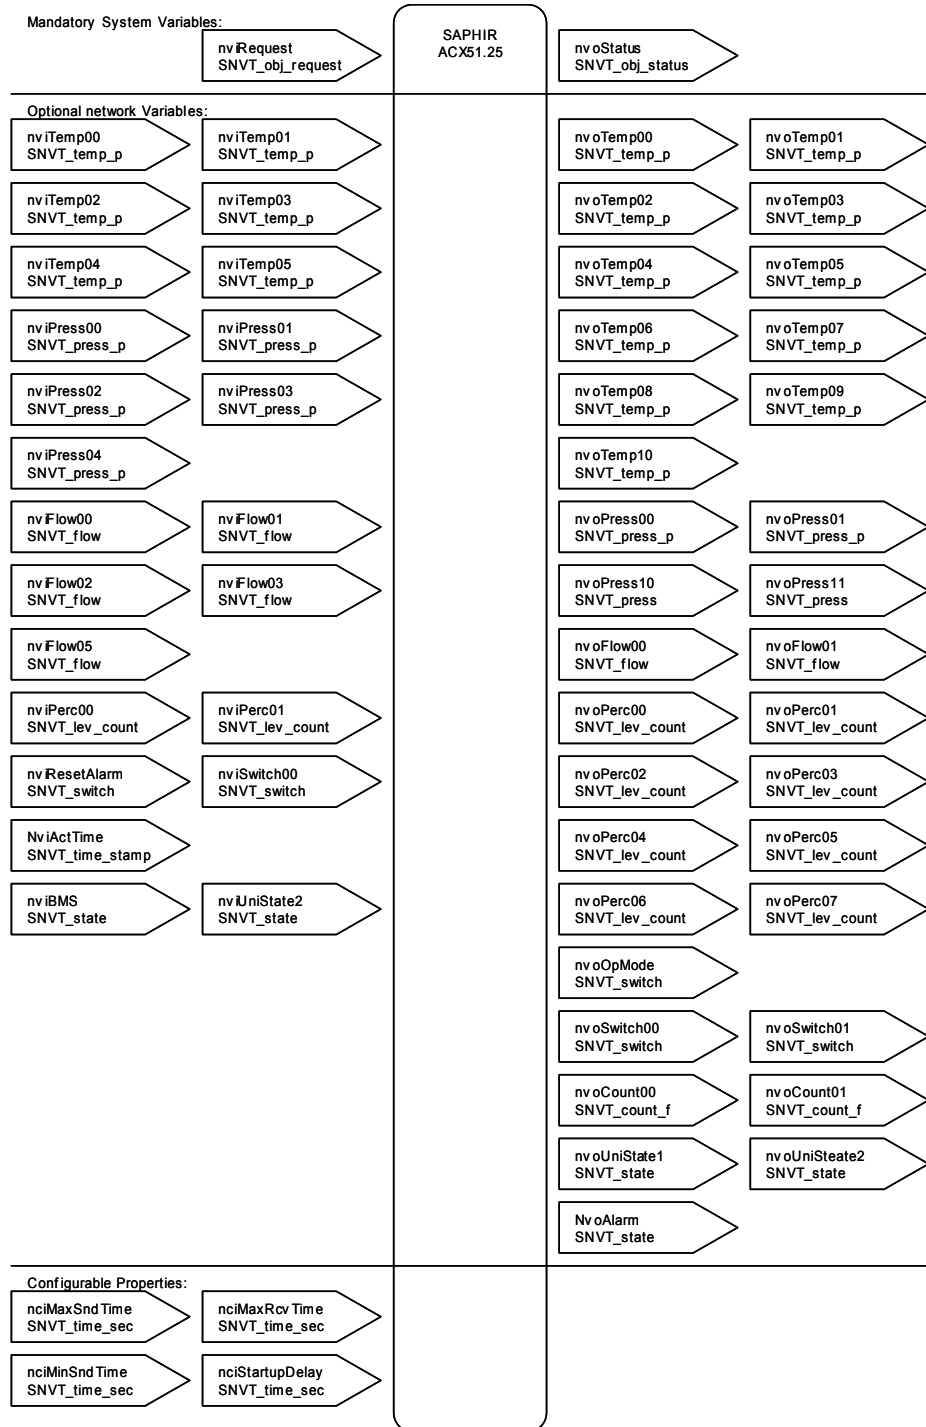 Mandatory System Variables:
nviRequest
SNVT_obj_request
SAPHIR
ACX51.25
nvoStatus
SNVT_obj_status
Optional network Variables:
nviTemp00
SNVT_temp_p
nviTemp01
SNVT_temp_p
nvoTemp00
SNVT_temp_p
nvoTemp01
SNVT_temp_p
nviTemp02
SNVT_temp_p
nviTemp03
SNVT_temp_p
nvoTemp02
SNVT_temp_p
nvoTemp03
SNVT_temp_p
nviTemp04
SNVT_temp_p
nviTemp05
SNVT_temp_p
nvoTemp04
SNVT_temp_p
nvoTemp05
SNVT_temp_p
nviPress00
SNVT_press_p
nviPress01
SNVT_press_p
nvoTemp06
SNVT_temp_p
nvoTemp07
SNVT_temp_p
nviPress02
SNVT_press_p
nviPress03
SNVT_press_p
nvoTemp08
SNVT_temp_p
nvoTemp09
SNVT_temp_p
nviPress04
SNVT_press_p
nvoTemp10
SNVT_temp_p
nviFlow00
SNVT_flow
nviFlow01
SNVT_flow
nvoPress00
SNVT_press_p
nvoPress01
SNVT_press_p
nviFlow02
SNVT_flow
nviFlow03
SNVT_flow
nvoPress10
SNVT_press
nvoPress11
SNVT_press
nviFlow05
SNVT_flow
nvoFlow00
SNVT_flow
nvoFlow01
SNVT_flow
nviPerc00
SNVT_lev_count
nviPerc01
SNVT_lev_count
nvoPerc00
SNVT_lev_count
nvoPerc01
SNVT_lev_count
nviResetAlarm
SNVT_switch
nviSwitch00
SNVT_switch
nvoPerc02
SNVT_lev_count
nvoPerc03
SNVT_lev_count
NviActTime
SNVT_time_stamp
nvoPerc04
SNVT_lev_count
nvoPerc05
SNVT_lev_count
nviBMS
SNVT_state
nviUniState2
SNVT_state
nvoPerc06
SNVT_lev_count
nvoPerc07
SNVT_lev_count
nvoOpMode
SNVT_switch
nvoSwitch00
SNVT_switch
nvoSwitch01
SNVT_switch
nvoCount00
SNVT_count_f
nvoCount01
SNVT_count_f
nvoUniState1
SNVT_state
nvoUniSteate2
SNVT_state
NvoAlarm
SNVT_state
Configurable Properties:
nciMaxSndTime
SNVT_time_sec
nciMaxRcvTime
SNVT_time_sec
nciMinSndTime
SNVT_time_sec
nciStartupDelay
SNVT_time_sec